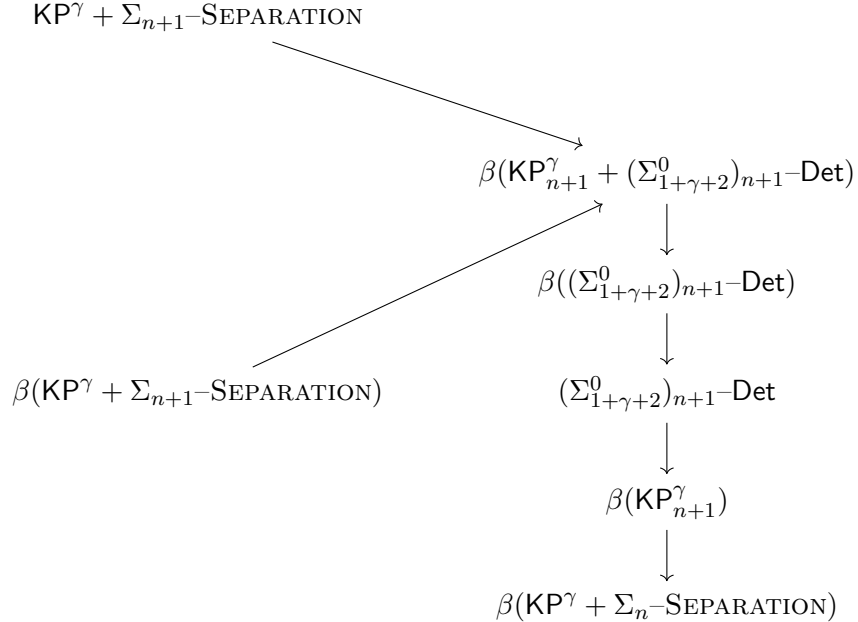 KP^γ + Σ_{n+1}–SEPARATION
β(KP^γ_{n+1} + (Σ^0_{1+γ+2})_{n+1}–Det)
β((Σ^0_{1+γ+2})_{n+1}–Det)
β(KP^γ + Σ_{n+1}–SEPARATION)
(Σ^0_{1+γ+2})_{n+1}–Det
β(KP^γ_{n+1})
β(KP^γ + Σ_n–SEPARATION)